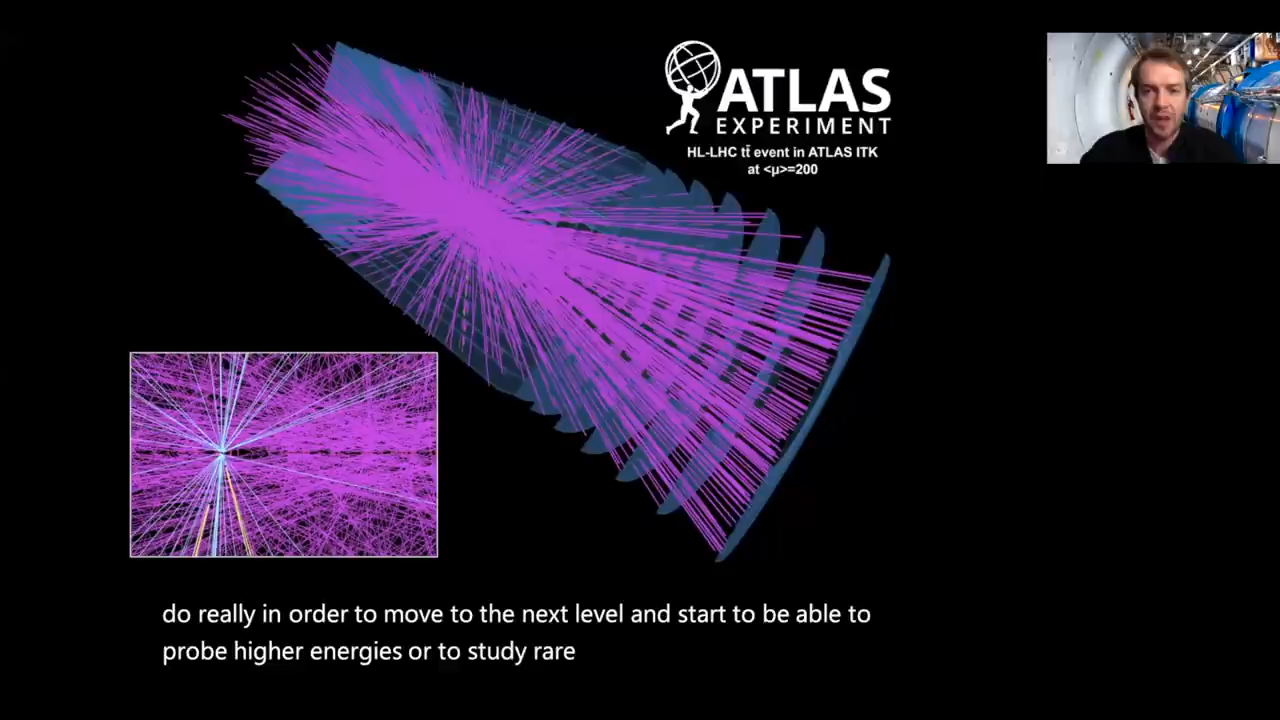 ATLAS
EXPERIMENT
HL-LHC tt̄ event in ATLAS ITK
at <μ>=200
do really in order to move to the next level and start to be able to
probe higher energies or to study rare